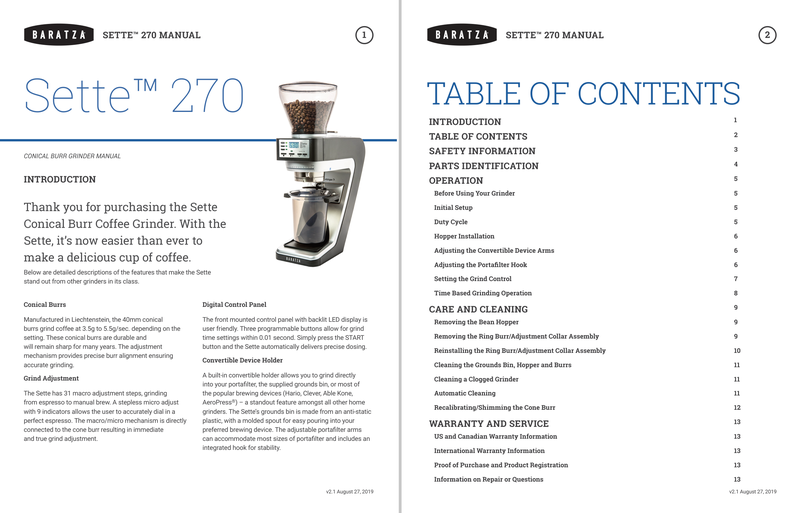 BARATZA SETTE™ 270 MANUAL 1
Sette™ 270
CONICAL BURR GRINDER MANUAL
INTRODUCTION
Thank you for purchasing the Sette
Conical Burr Coffee Grinder. With the
Sette, it's now easier than ever to
make a delicious cup of coffee.
Below are detailed descriptions of the features that make the Sette
stand out from other grinders in its class.
Conical Burrs
Manufactured in Liechtenstein, the 40mm conical
burrs grind coffee at 3.5g to 5.5g/sec. depending on the
setting. These conical burrs are durable and
will remain sharp for many years. The adjustment
mechanism provides precise burr alignment ensuring
accurate grinding.
Grind Adjustment
The Sette has 31 macro adjustment steps, grinding
from espresso to manual brew. A stepless micro adjust
with 9 indicators allows the user to accurately dial in a
perfect espresso. The macro/micro mechanism is directly
connected to the cone burr resulting in immediate
and true grind adjustment.
Digital Control Panel
The front mounted control panel with backlit LED display is
user friendly. Three programmable buttons allow for grind
time settings within 0.01 second. Simply press the START
button and the Sette automatically delivers precise dosing.
Convertible Device Holder
A built-in convertible holder allows you to grind directly
into your portafilter, the supplied grounds bin, or most of
the popular brewing devices (Hario, Clever, Able Kone,
AeroPress®) – a standout feature amongst all other home
grinders. The Sette's grounds bin is made from an anti-static
plastic, with a molded spout for easy pouring into your
preferred brewing device. The adjustable portafilter arms
can accommodate most sizes of portafilter and includes an
integrated hook for stability.
BARATZA
v2.1 August 27, 2019
BARATZA SETTE™ 270 MANUAL 2
TABLE OF CONTENTS
INTRODUCTION 1
TABLE OF CONTENTS 2
SAFETY INFORMATION 3
PARTS IDENTIFICATION 4
OPERATION 5
Before Using Your Grinder 5
Initial Setup 5
Duty Cycle 5
Hopper Installation 6
Adjusting the Convertible Device Arms 6
Adjusting the Portafilter Hook 6
Setting the Grind Control 7
Time Based Grinding Operation 8
CARE AND CLEANING 9
Removing the Bean Hopper 9
Removing the Ring Burr/Adjustment Collar Assembly 9
Reinstalling the Ring Burr/Adjustment Collar Assembly 10
Cleaning the Grounds Bin, Hopper and Burrs 11
Cleaning a Clogged Grinder 11
Automatic Cleaning 11
Recalibrating/Shimming the Cone Burr 12
WARRANTY AND SERVICE 13
US and Canadian Warranty Information 13
International Warranty Information 13
Proof of Purchase and Product Registration 13
Information on Repair or Questions 13
v2.1 August 27, 2019